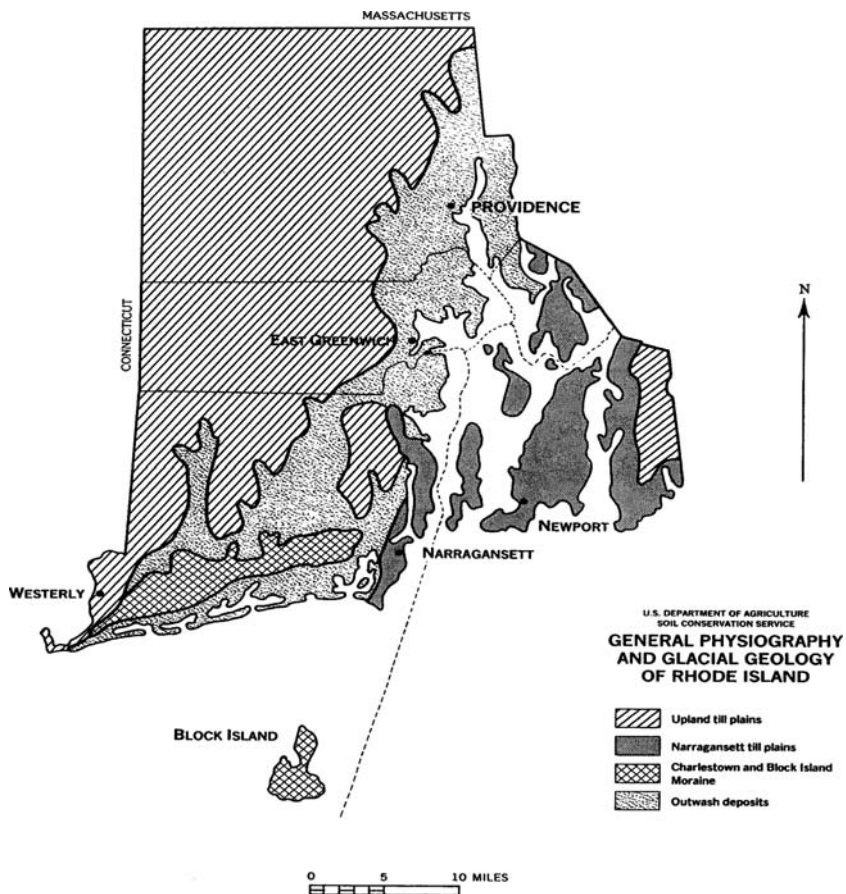 MASSACHUSETTS
PROVIDENCE
N
CONNECTICUT
EAST GREENWICH
NEWPORT
NARRAGANSETT
WESTERLY
U.S. DEPARTMENT OF AGRICULTURE
SOIL CONSERVATION SERVICE
GENERAL PHYSIOGRAPHY
AND GLACIAL GEOLOGY
OF RHODE ISLAND
BLOCK ISLAND
Upland till plains
Narragansett till plains
Charlestown and Block Island
Moraine
Outwash deposits
0 5 10 MILES